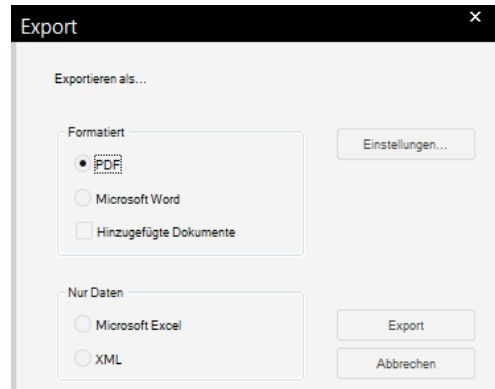 Export
Exportieren als...
Formatiert
PDF
Einstellungen...
Microsoft Word
Hinzugefügte Dokumente
Nur Daten
Microsoft Excel
Export
XML
Abbrechen